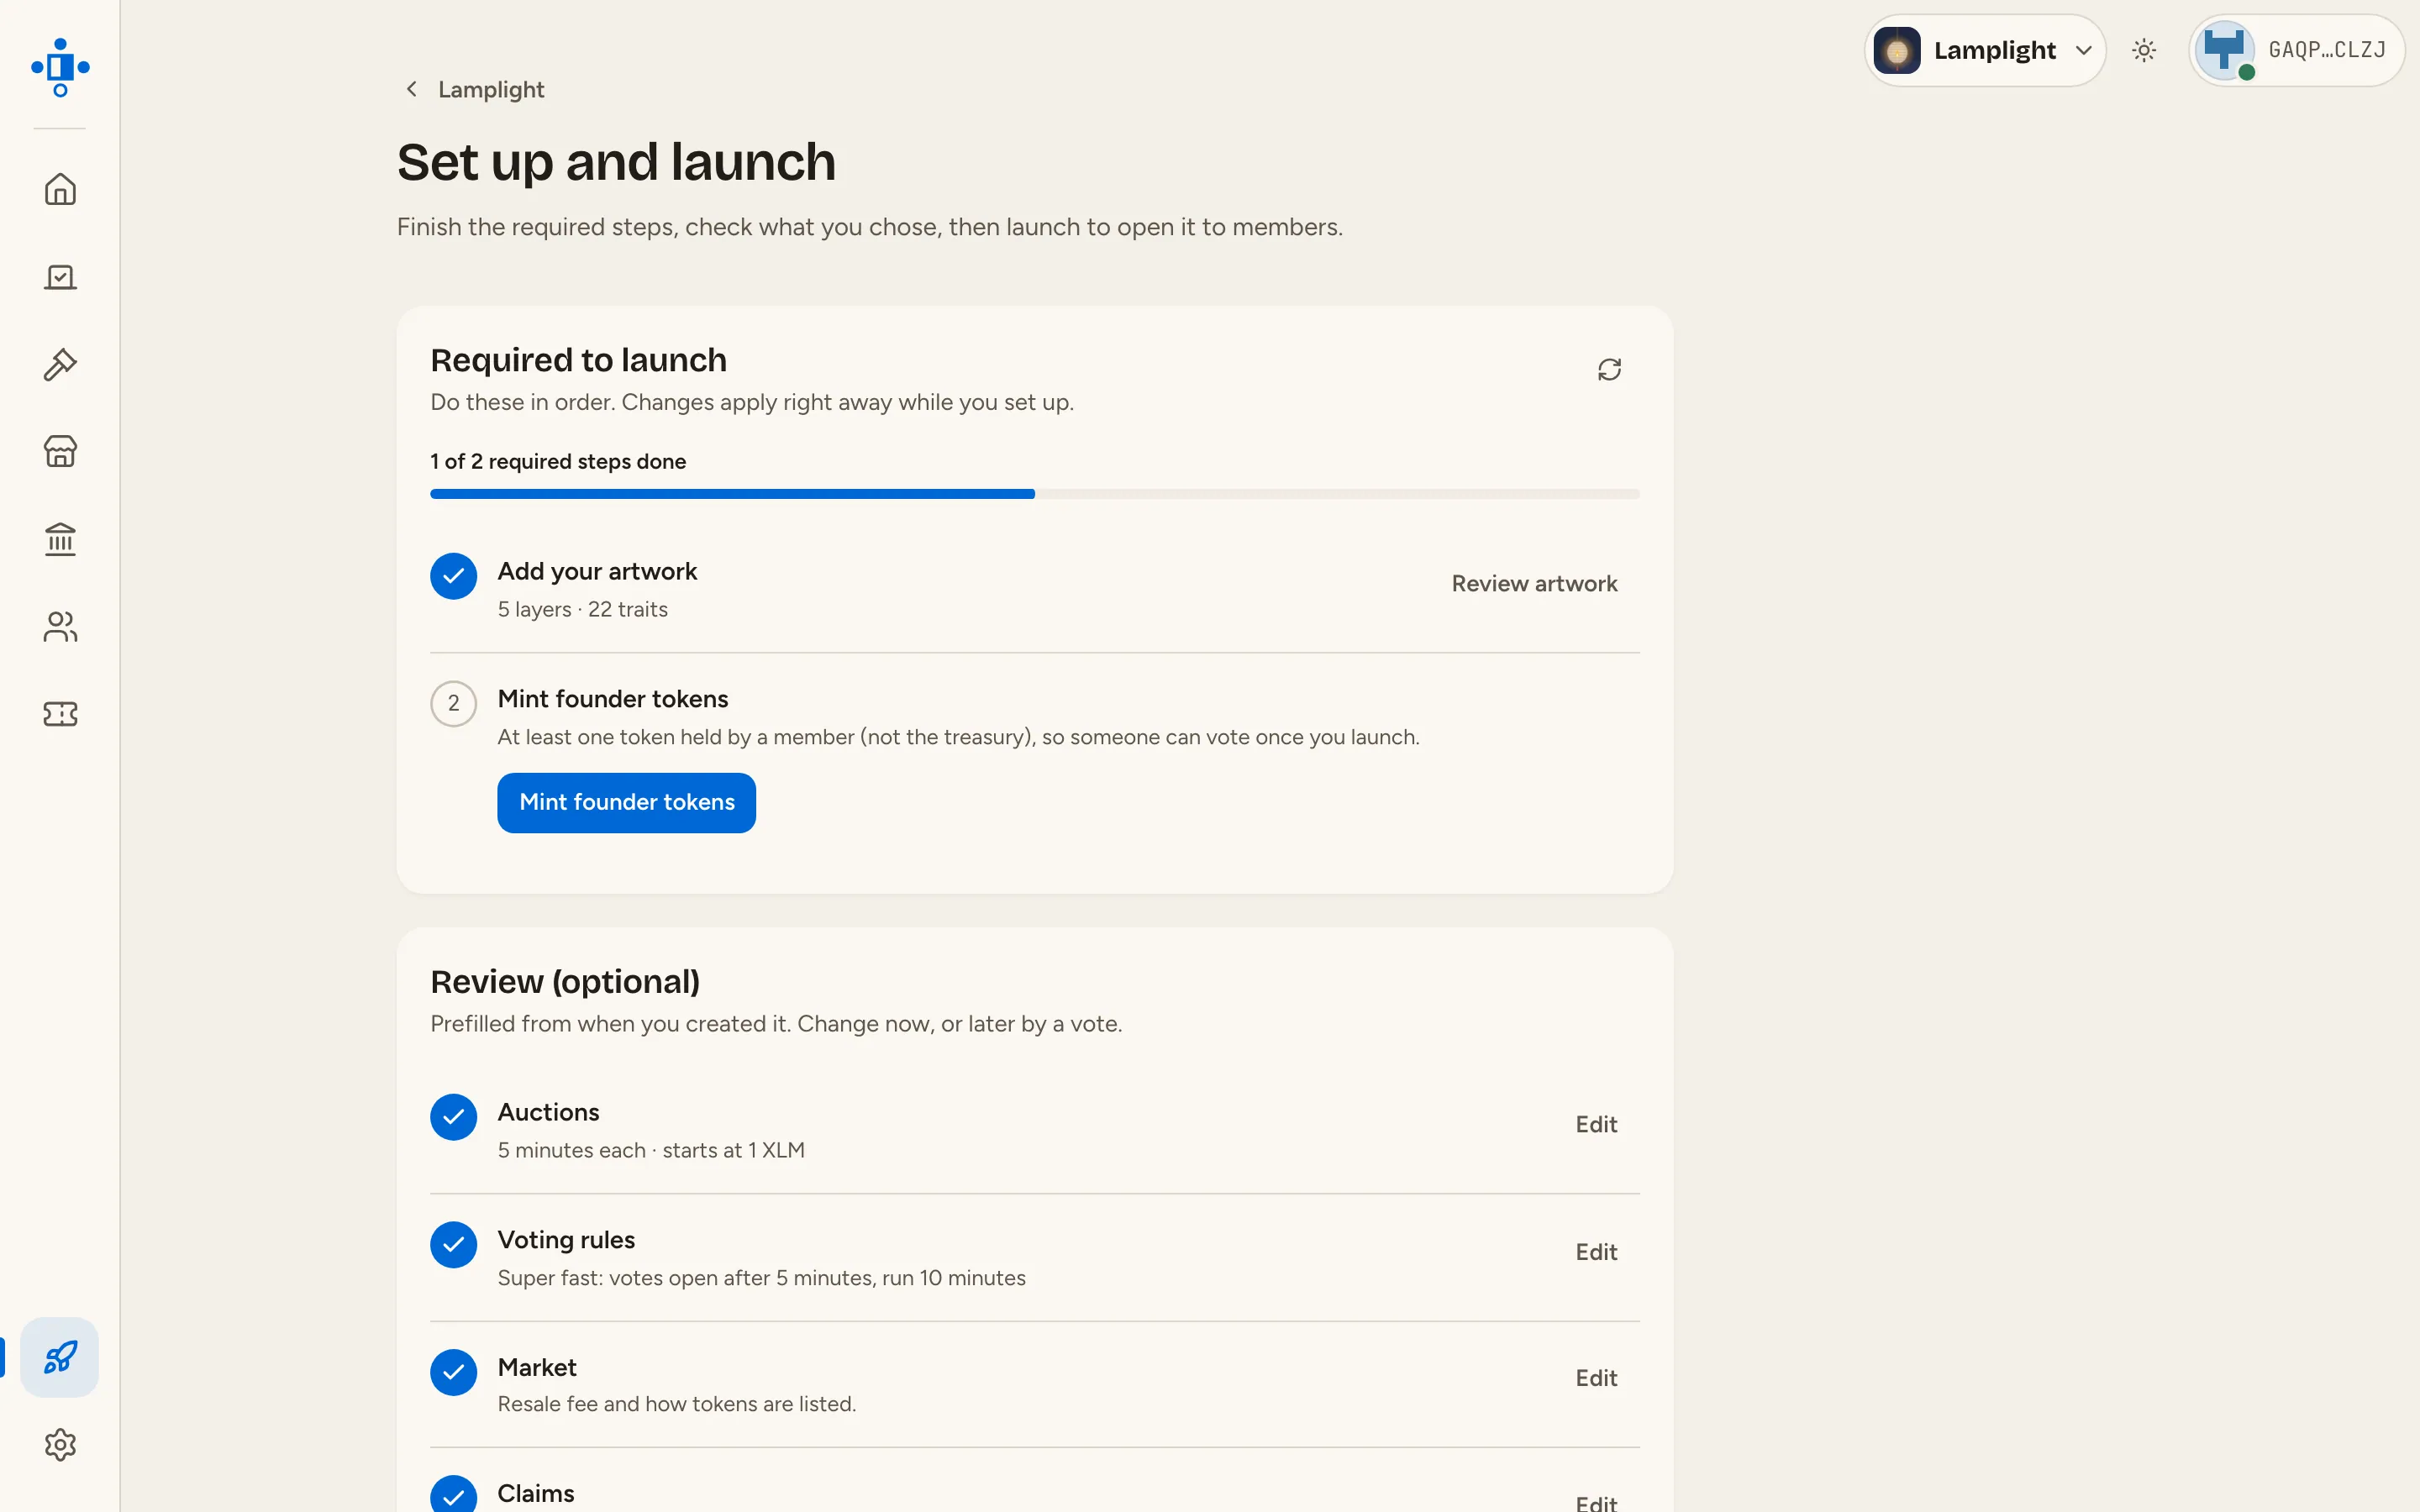 Lamplight
GAQP…CLZJ
Lamplight
Set up and launch
Finish the required steps, check what you chose, then launch to open it to members.
Required to launch
Do these in order. Changes apply right away while you set up.
1 of 2 required steps done
Add your artwork
5 layers · 22 traits
Review artwork
2
Mint founder tokens
At least one token held by a member (not the treasury), so someone can vote once you launch.
Mint founder tokens
Review (optional)
Prefilled from when you created it. Change now, or later by a vote.
Auctions
5 minutes each · starts at 1 XLM
Edit
Voting rules
Super fast: votes open after 5 minutes, run 10 minutes
Edit
Market
Resale fee and how tokens are listed.
Edit
Claims
Edit